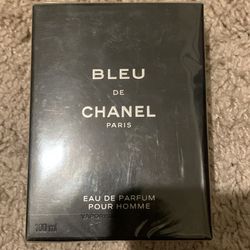 BLEU
DE
CHANEL
PARIS
EAU DE PARFUM
POUR HOMME
100 ml